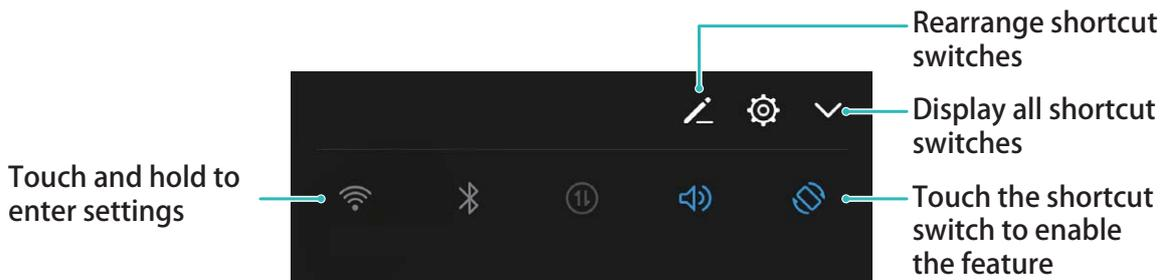 Rearrange shortcut
switches
Display all shortcut
switches
Touch and hold to
enter settings
Touch the shortcut
switch to enable
the feature